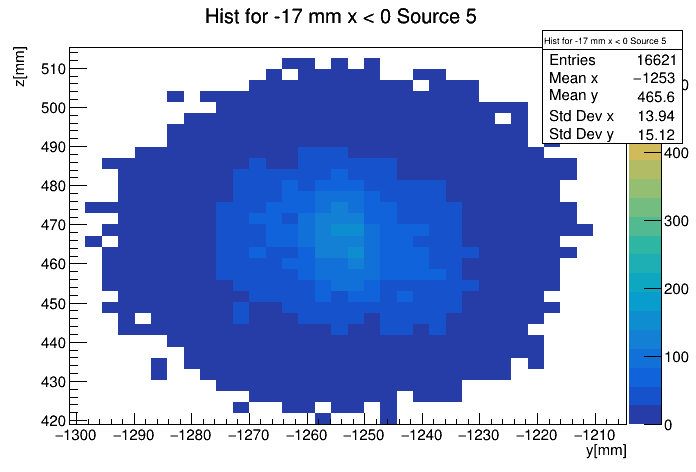 Hist for -17 mm x < 0 Source 5
Hist for -17 mm x < 0 Source 5
Entries 16621
Mean x −1253
Mean y 465.6
Std Dev x 13.94
Std Dev y 15.12
z[mm]
510
500
490
480
470
460
450
440
430
420
−1300 −1290 −1280 −1270 −1260 −1250 −1240 −1230 −1220 −1210
y[mm]
0
400
300
200
100
0